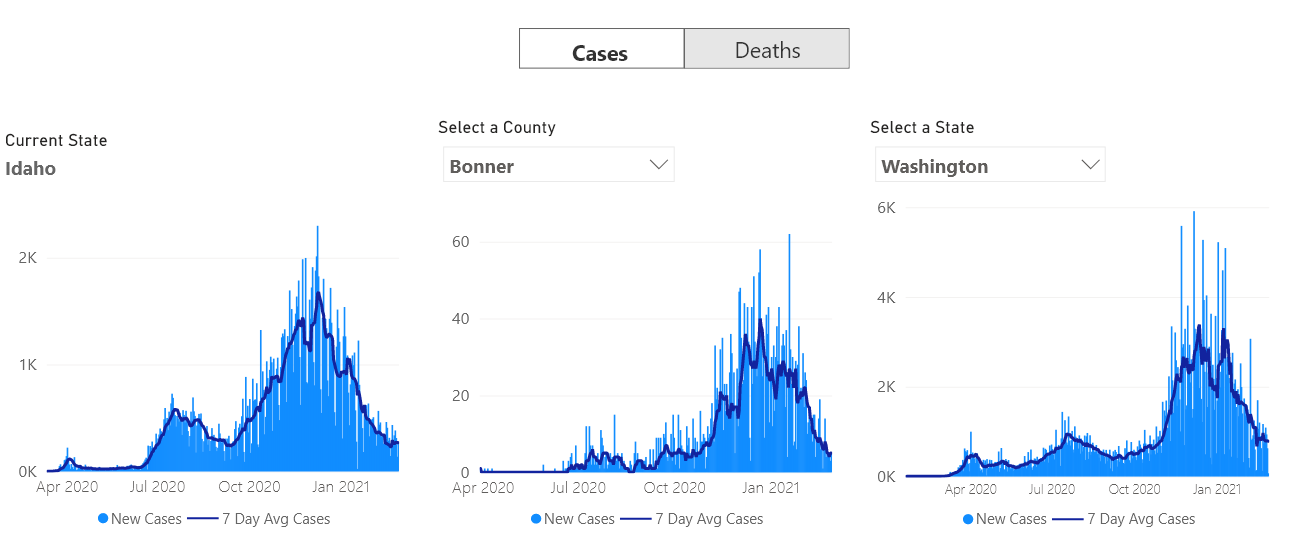 Cases Deaths
Current State
Idaho
2K
1K
0K
Apr 2020 Jul 2020 Oct 2020 Jan 2021
New Cases 7 Day Avg Cases
Select a County
Bonner
60
40
20
0
Apr 2020 Jul 2020 Oct 2020 Jan 2021
New Cases 7 Day Avg Cases
Select a State
Washington
6K
4K
2K
0K
Apr 2020 Jul 2020 Oct 2020 Jan 2021
New Cases 7 Day Avg Cases